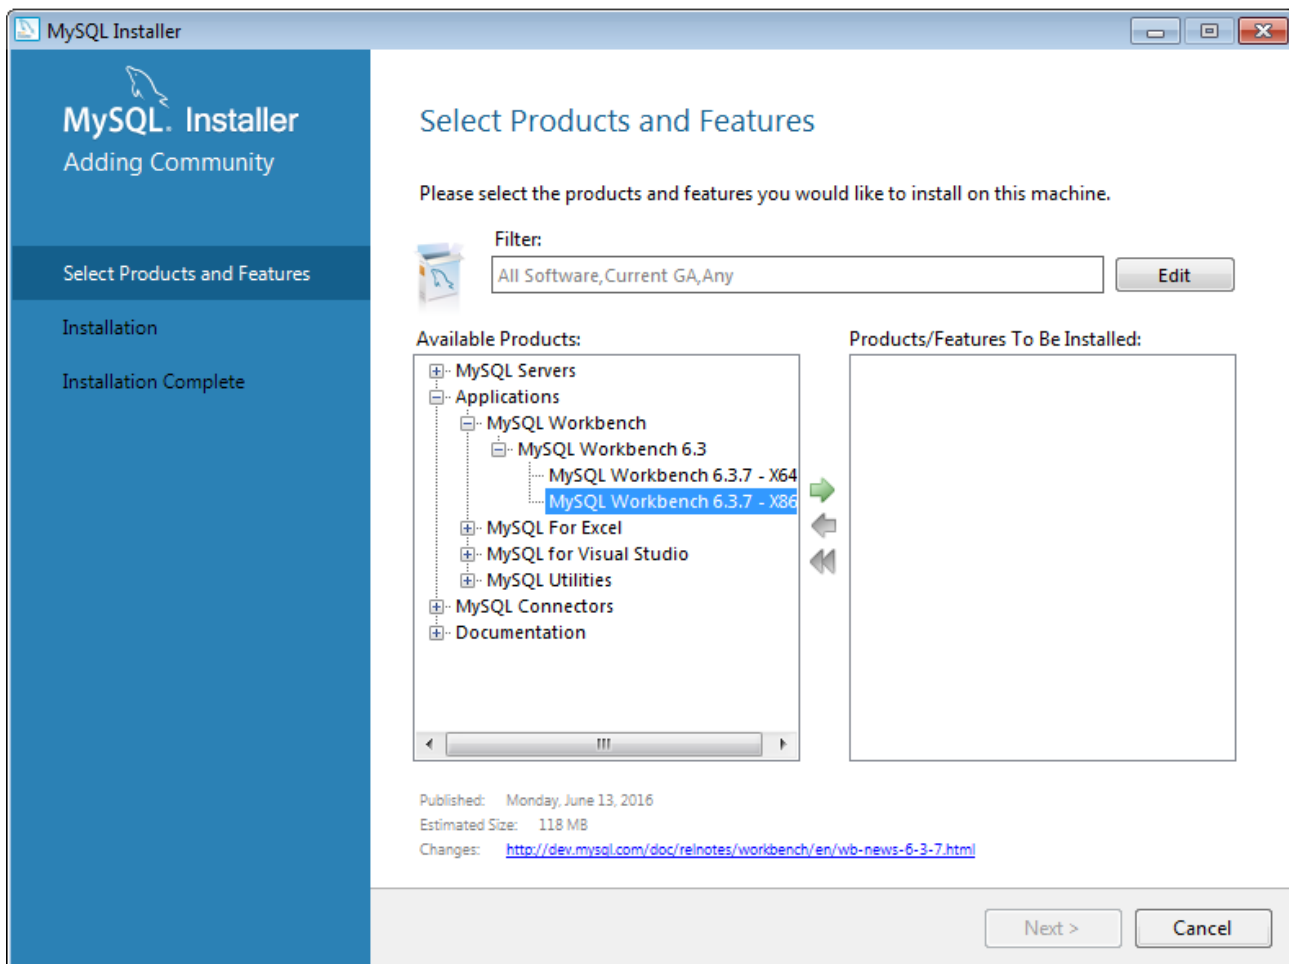 MySQL Installer
MySQL. Installer
Adding Community
Select Products and Features
Installation
Installation Complete
Select Products and Features
Please select the products and features you would like to install on this machine.
Filter:
All Software,Current GA,Any
Edit
Available Products:
MySQL Servers
Applications
MySQL Workbench
MySQL Workbench 6.3
MySQL Workbench 6.3.7 - X64
MySQL Workbench 6.3.7 - X86
MySQL For Excel
MySQL for Visual Studio
MySQL Utilities
MySQL Connectors
Documentation
Products/Features To Be Installed:
Published: Monday, June 13, 2016
Estimated Size: 118 MB
Changes: http://dev.mysql.com/doc/relnotes/workbench/en/wb-news-6-3-7.html
Next >
Cancel